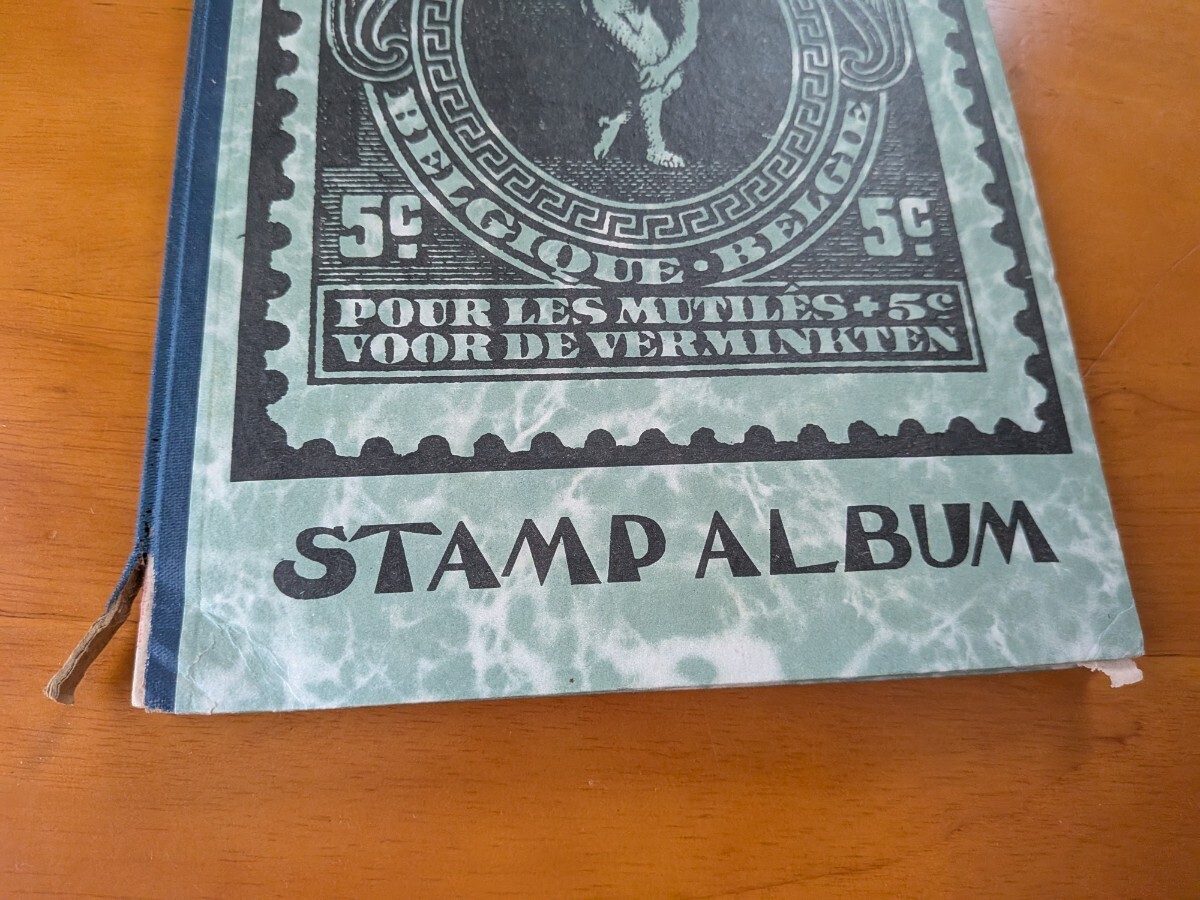 BELGIQUE · BELGIE
5c 5c
POUR LES MUTILÉS + 5c
VOOR DE VERMINKTEN
STAMP ALBUM